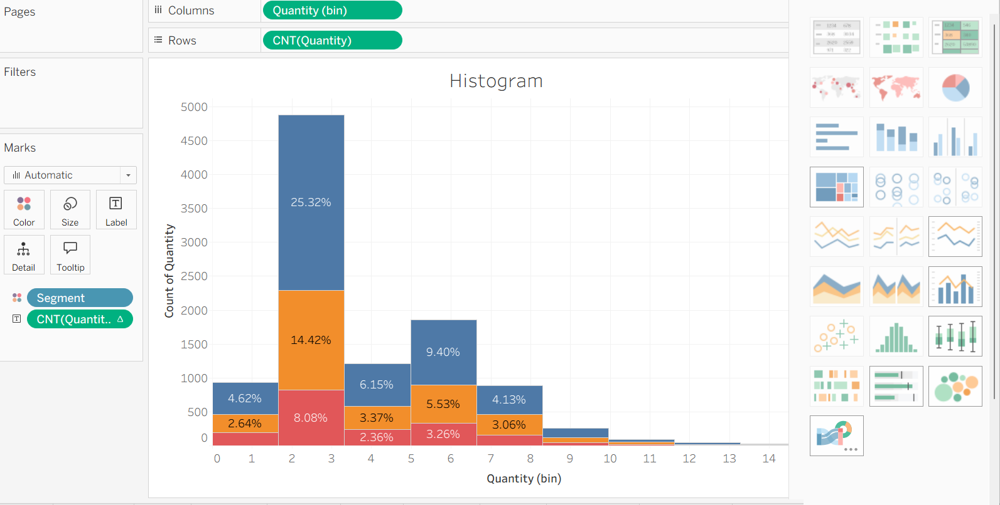 Pages
Columns
Quantity (bin)
Rows
CNT(Quantity)
Filters
Marks
Automatic
Color
Size
Label
Detail
Tooltip
Segment
CNT(Quantit.. Δ
Histogram
Count of Quantity
5000
4500
4000
3500
3000
2500
2000
1500
1000
500
0
25.32%
14.42%
8.08%
4.62%
2.64%
6.15%
3.37%
2.36%
9.40%
5.53%
3.26%
4.13%
3.06%
0 1 2 3 4 5 6 7 8 9 10 11 12 13 14
Quantity (bin)